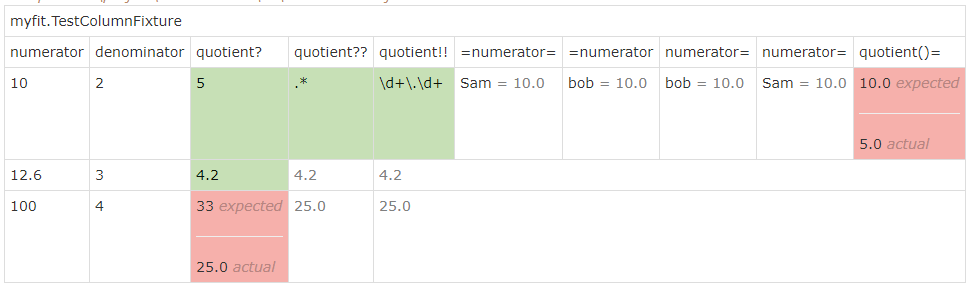 myfit.TestColumnFixture
numerator denominator quotient? quotient?? quotient!! =numerator= =numerator numerator= numerator= quotient()=
10 2 5 .* \d+\.\d+ Sam = 10.0 bob = 10.0 bob = 10.0 Sam = 10.0 10.0 expected
5.0 actual
12.6 3 4.2 4.2 4.2
100 4 33 expected 25.0 25.0
25.0 actual